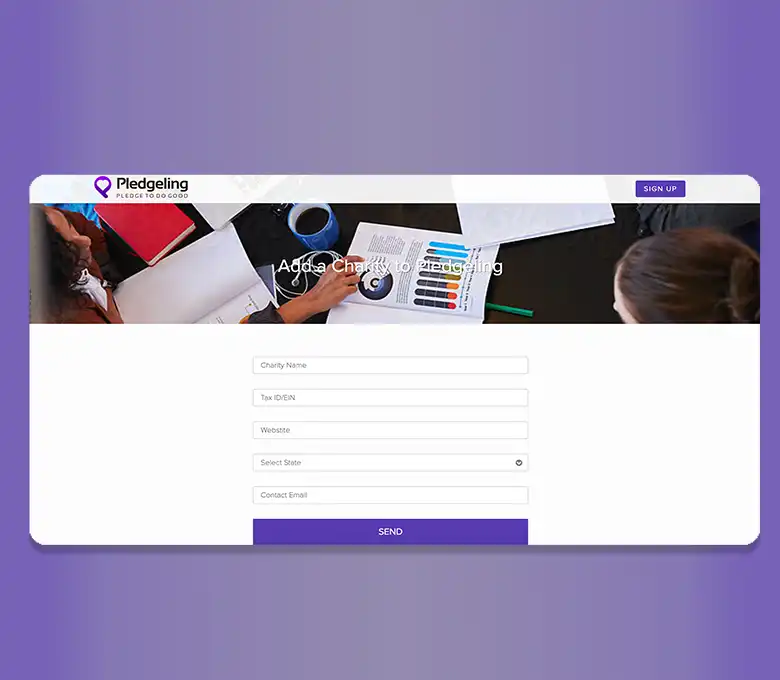 Pledgeling
PLEDGE TO DO GOOD
SIGN UP
Add a Charity to Pledgeling
Charity Name
Tax ID/EIN
Webstite
Select State
Contact Email
SEND